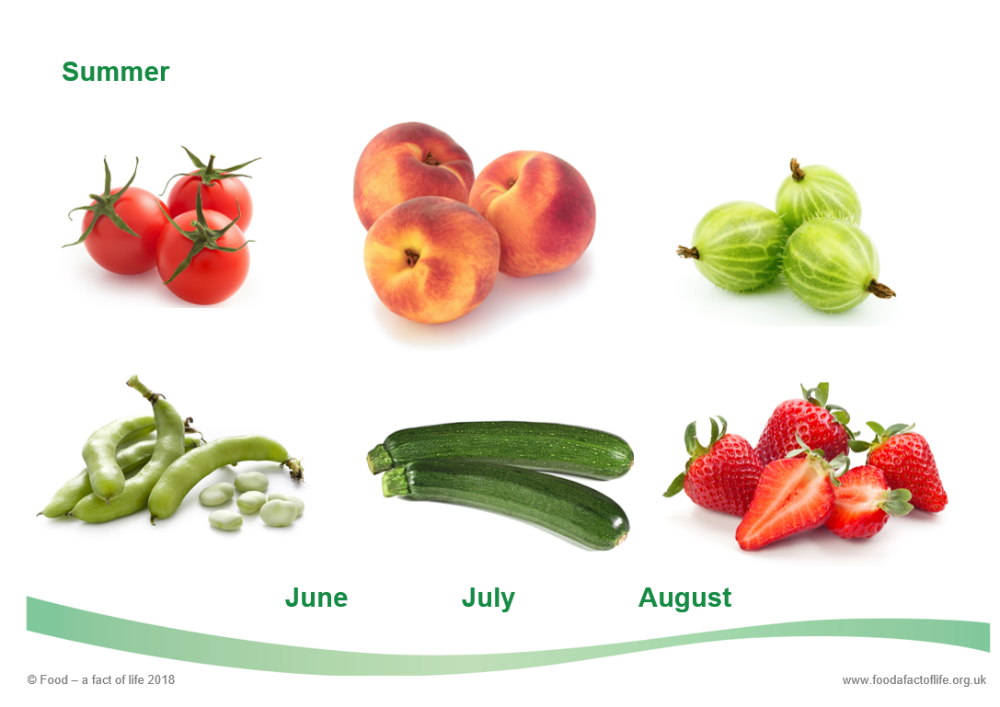 Summer
June July August
© Food – a fact of life 2018
www.foodafactoflife.org.uk